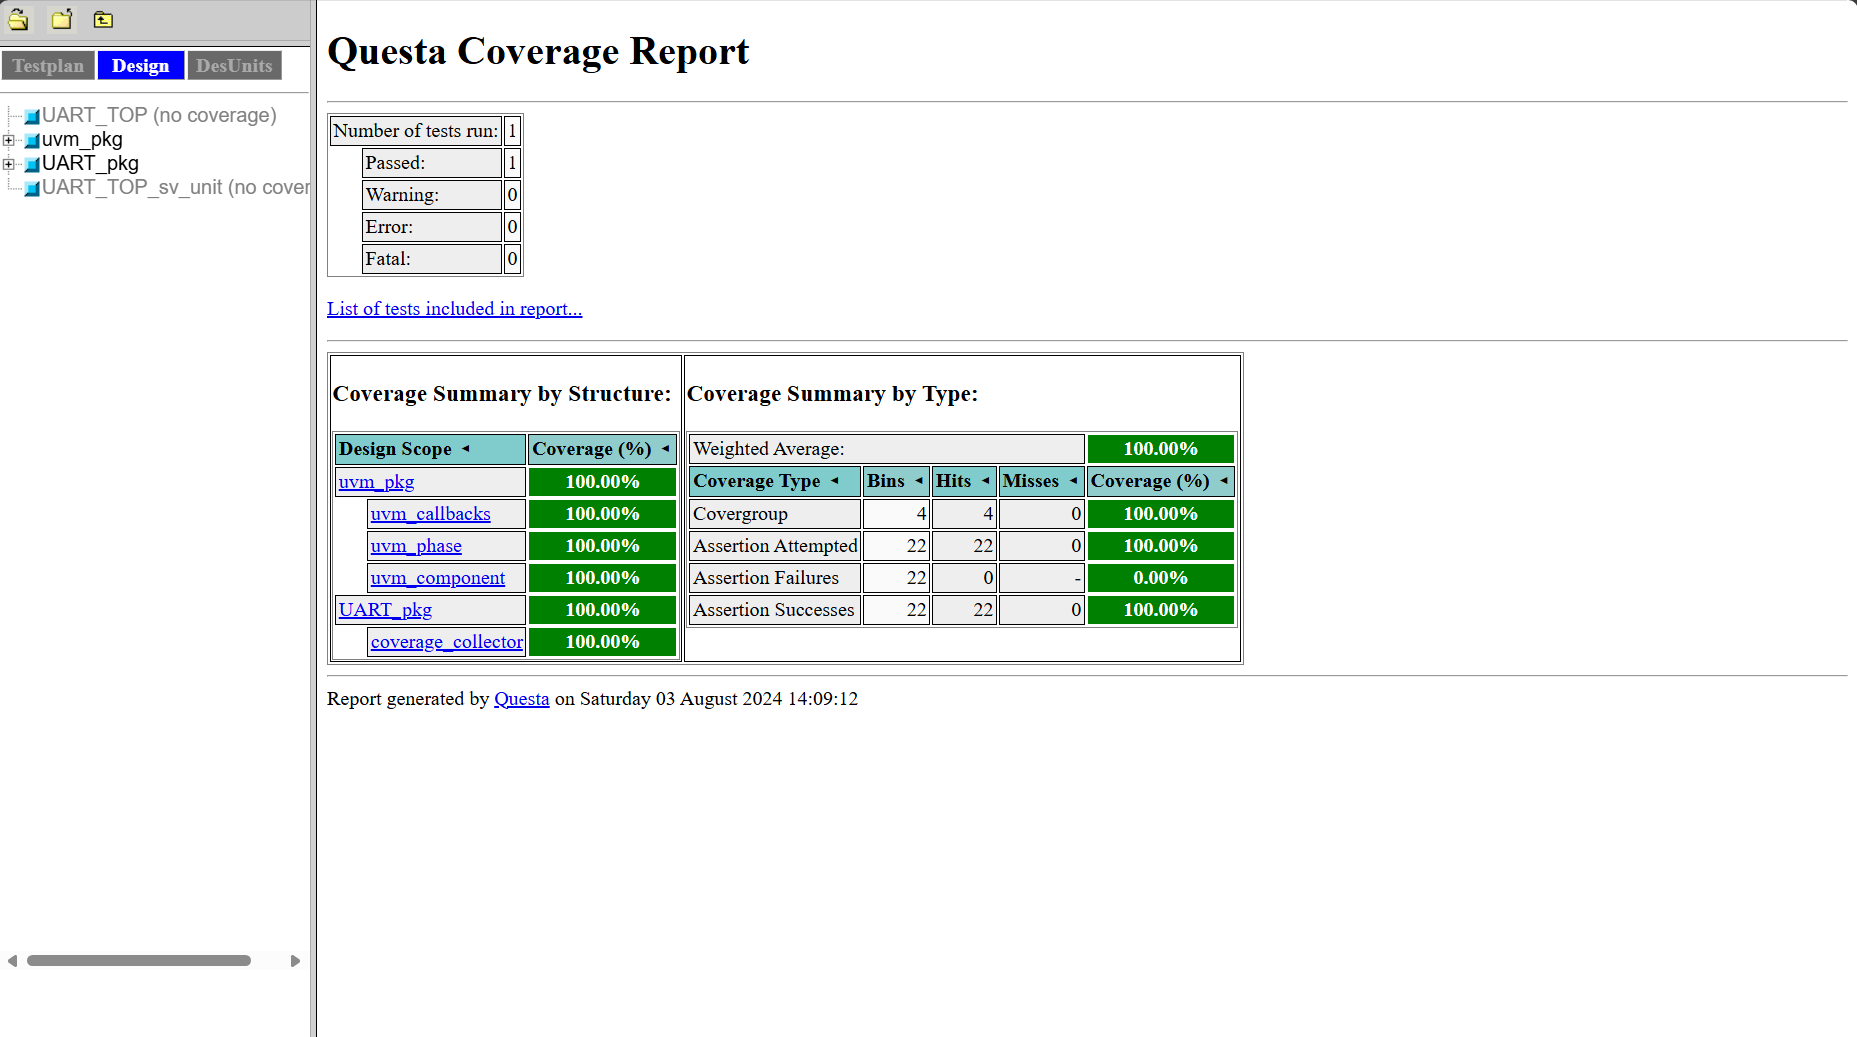 Testplan Design DesUnits
UART_TOP (no coverage)
uvm_pkg
UART_pkg
UART_TOP_sv_unit (no cover
Questa Coverage Report
Number of tests run: 1
Passed: 1
Warning: 0
Error: 0
Fatal: 0
List of tests included in report...
Coverage Summary by Structure:
Design Scope ◄ Coverage (%) ◄
uvm_pkg 100.00%
uvm_callbacks 100.00%
uvm_phase 100.00%
uvm_component 100.00%
UART_pkg 100.00%
coverage_collector 100.00%
Coverage Summary by Type:
Weighted Average: 100.00%
Coverage Type ◄ Bins ◄ Hits ◄ Misses ◄ Coverage (%) ◄
Covergroup 4 4 0 100.00%
Assertion Attempted 22 22 0 100.00%
Assertion Failures 22 0 - 0.00%
Assertion Successes 22 22 0 100.00%
Report generated by Questa on Saturday 03 August 2024 14:09:12